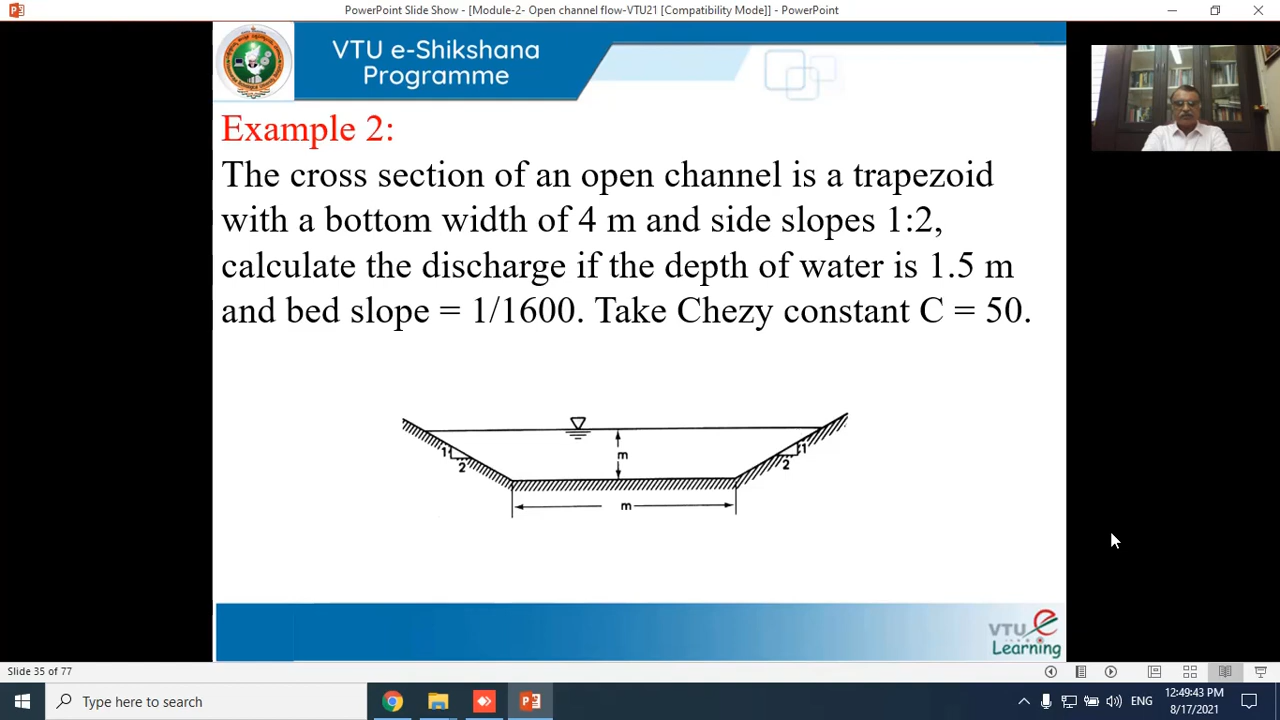 PowerPoint Slide Show - [Module-2- Open channel flow-VTU21 [Compatibility Mode]] - PowerPoint
VTU e-Shikshana
Programme
Example 2:
The cross section of an open channel is a trapezoid
with a bottom width of 4 m and side slopes 1:2,
calculate the discharge if the depth of water is 1.5 m
and bed slope = 1/1600. Take Chezy constant C = 50.
1
2
m
1
2
m
VTU e
Learning
Slide 35 of 77
Type here to search
ENG
12:49:43 PM
8/17/2021